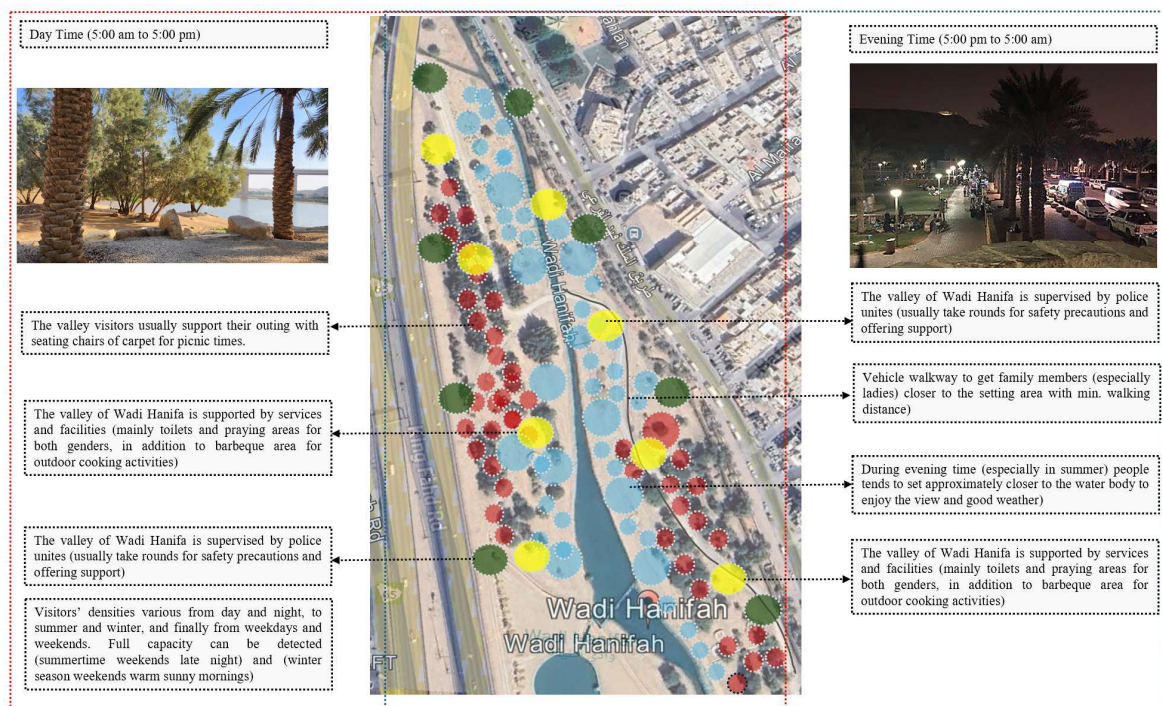 Day Time (5:00 am to 5:00 pm)
The valley visitors usually support their outing with
seating chairs of carpet for picnic times.
The valley of Wadi Hanifa is supported by services
and facilities (mainly toilets and praying areas for
both genders, in addition to barbeque area for
outdoor cooking activities)
The valley of Wadi Hanifa is supervised by police
unites (usually take rounds for safety precautions and
offering support)
Visitors’ densities various from day and night, to
summer and winter, and finally from weekdays and
weekends. Full capacity can be detected
(summertime weekends late night) and (winter
season weekends warm sunny mornings)
Al Maia
Wadi Hanifah
Wadi Hanifah
Wadi Hanifah
FT
Evening Time (5:00 pm to 5:00 am)
The valley of Wadi Hanifa is supervised by police
unites (usually take rounds for safety precautions and
offering support)
Vehicle walkway to get family members (especially
ladies) closer to the setting area with min. walking
distance)
During evening time (especially in summer) people
tends to set approximately closer to the water body to
enjoy the view and good weather)
The valley of Wadi Hanifa is supported by services
and facilities (mainly toilets and praying areas for
both genders, in addition to barbeque area for
outdoor cooking activities)